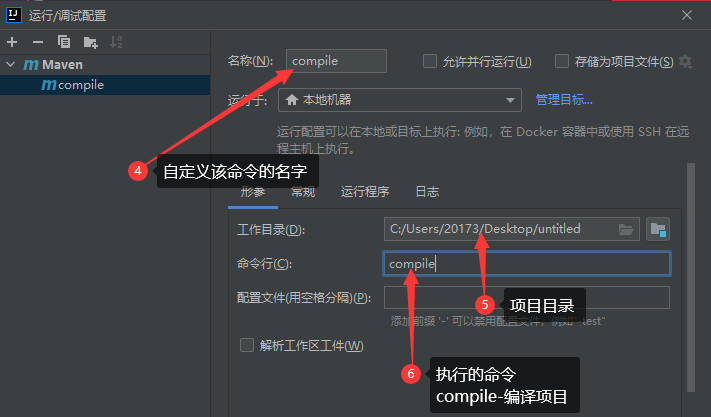 运行/调试配置
Maven
compile
名称(N): compile 允许并行运行(U) 存储为项目文件(S)
运行于: 本地机器 管理目标...
运行配置可以在本地或目标上执行: 例如，在 Docker 容器中或使用 SSH 在远
程主机上执行。
4 自定义该命令的名字
形参 常规 运行程序 日志
工作目录(D): C:/Users/20173/Desktop/untitled
命令行(C): compile
配置文件(用空格分隔)(P):
5 项目目录
添加前缀 '-' 可以禁用配置文件，例如 "-test"
解析工作区工件(W)
6 执行的命令
compile-编译项目